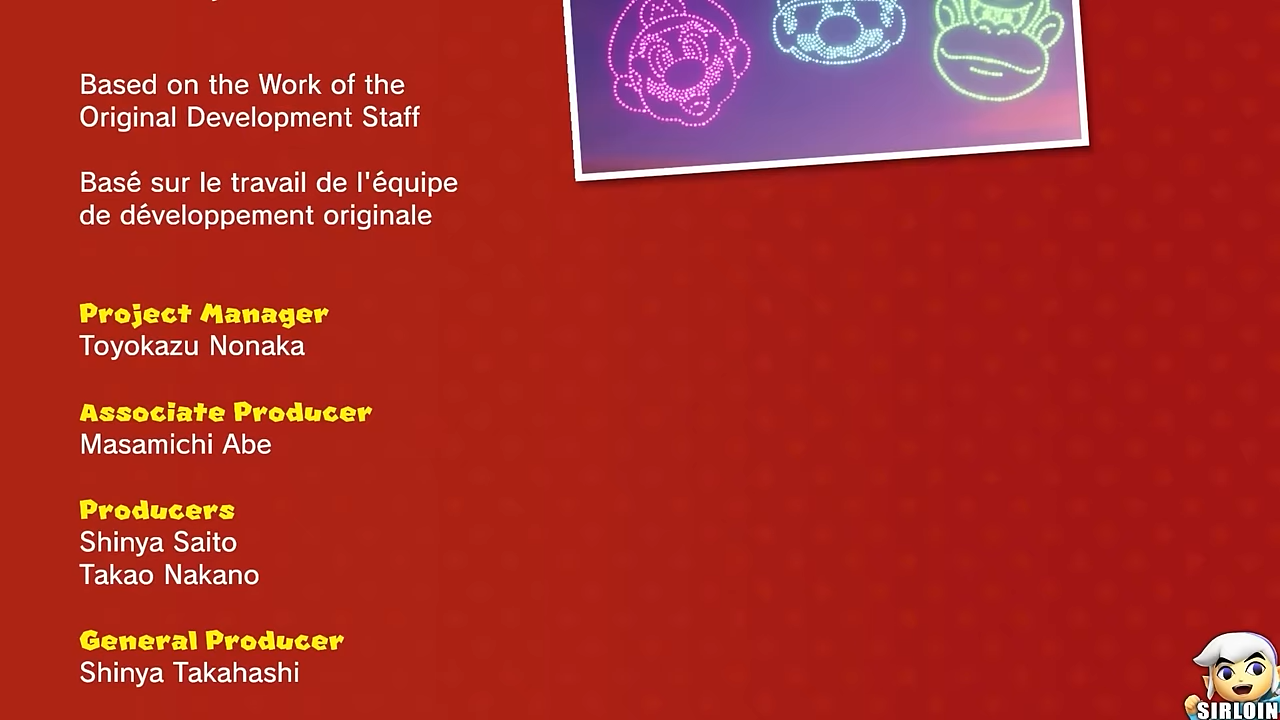 Based on the Work of the
Original Development Staff
Basé sur le travail de l'équipe
de développement originale
Project Manager
Toyokazu Nonaka
Associate Producer
Masamichi Abe
Producers
Shinya Saito
Takao Nakano
General Producer
Shinya Takahashi
SIRLOIN